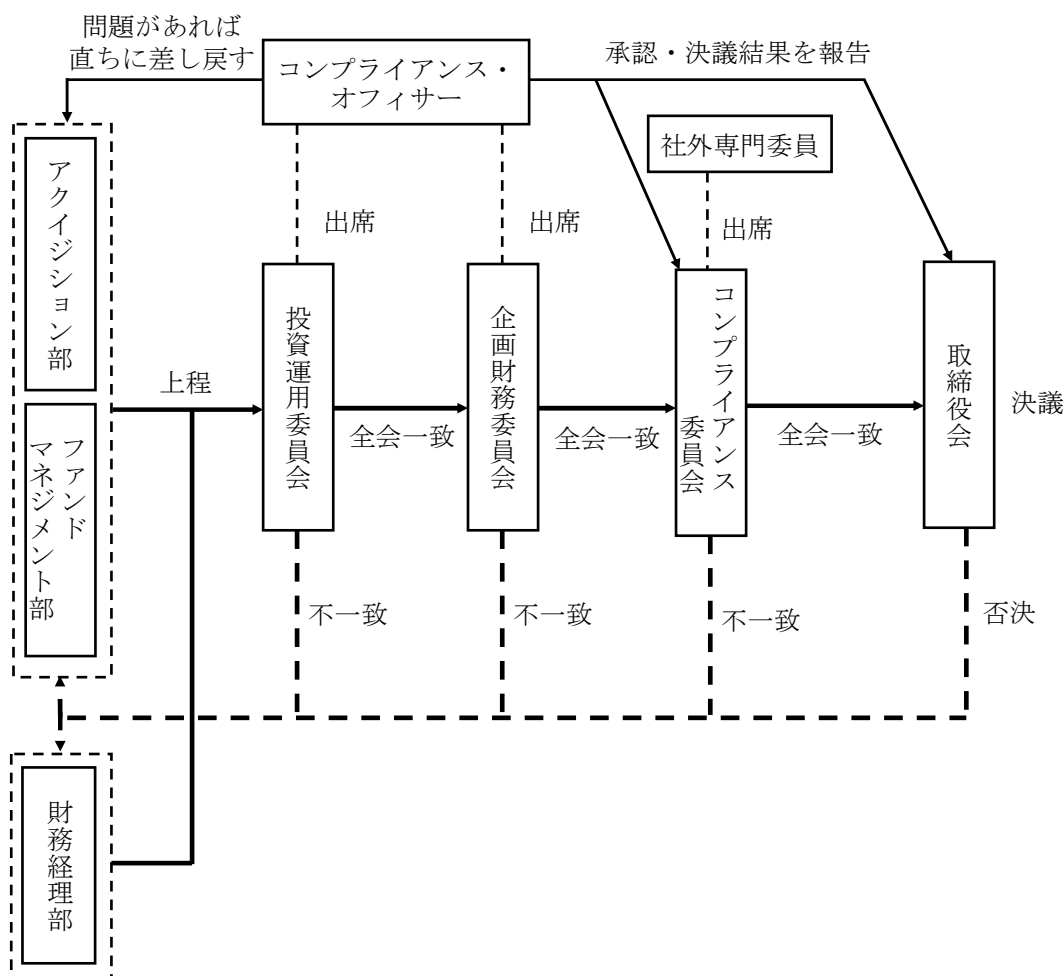 問題があれば
直ちに差し戻す
コンプライアンス・
オフィサー
承認・決議結果を報告
社外専門委員
アクイジション部
出席
出席
出席
投資運用委員会
企画財務委員会
コンプライアンス
委員会
取締役会
上程
全会一致
全会一致
全会一致
決議
ファンド
マネジメント部
不一致
不一致
不一致
否決
財務経理部